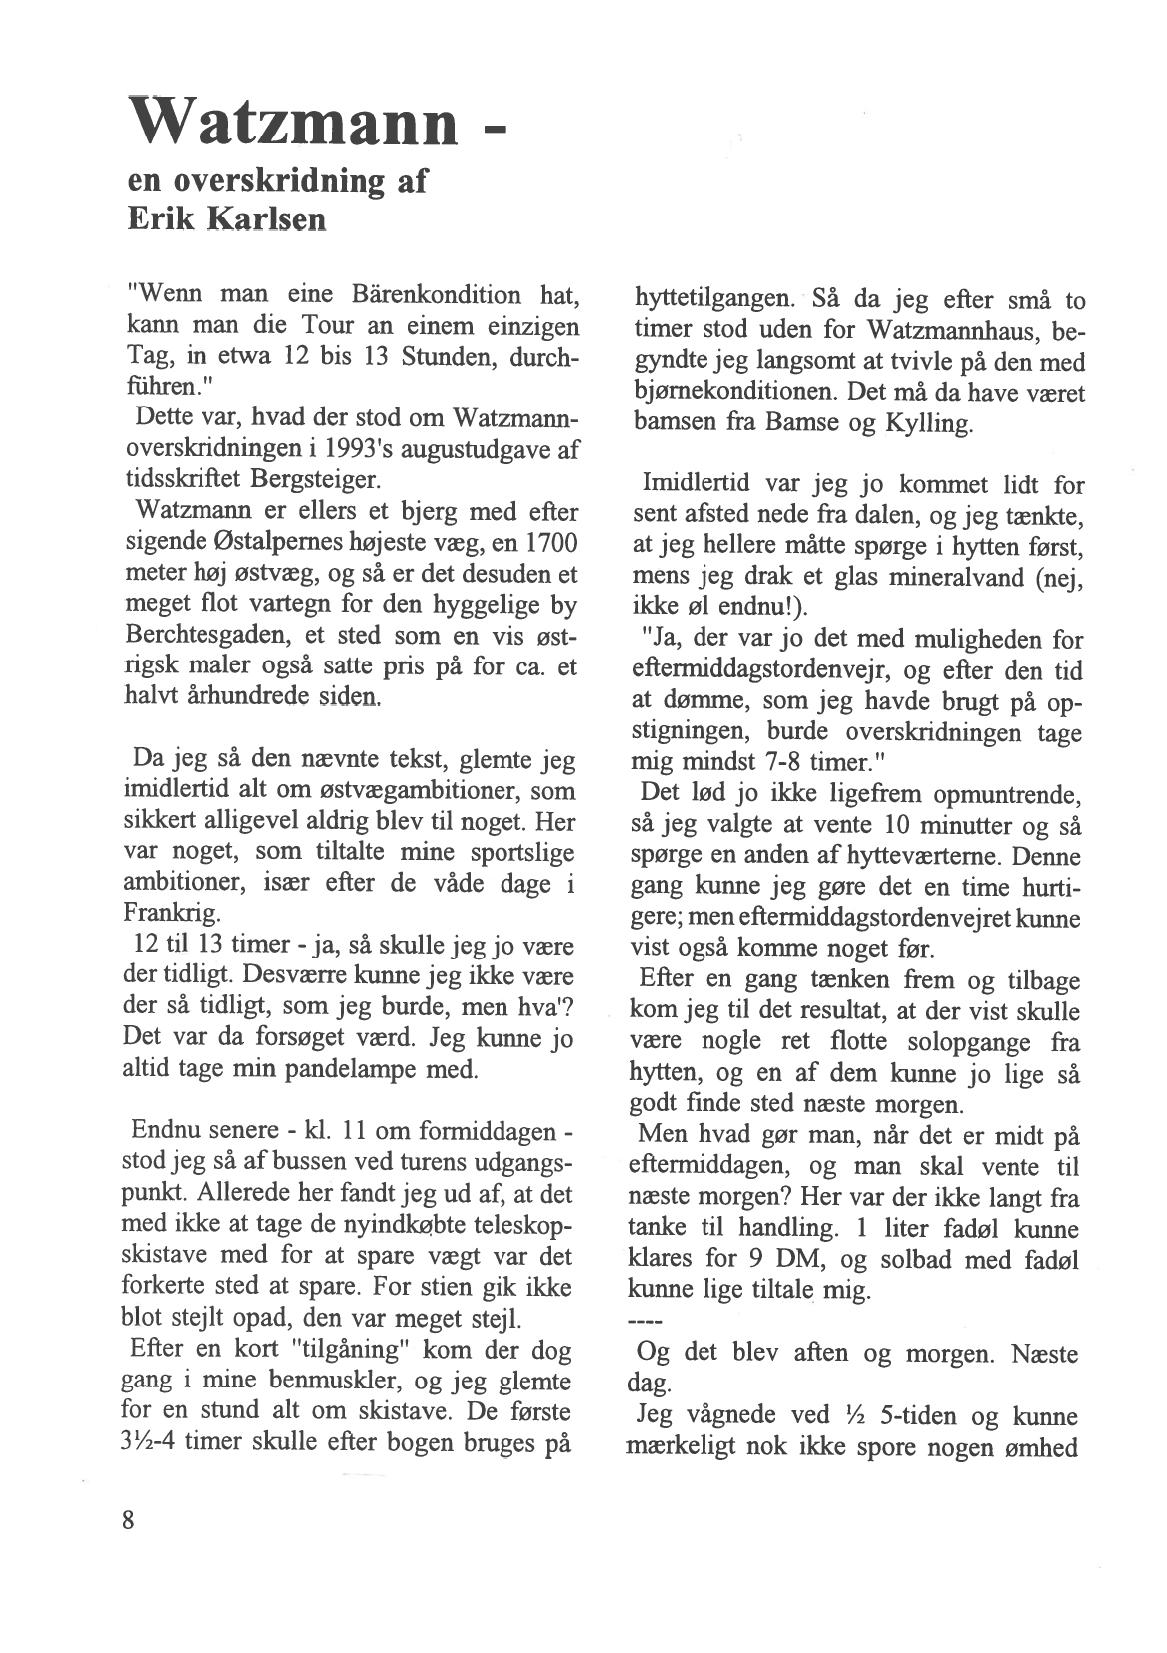 Watzmann -
en overskridning af
Erik Karlsen
"Wenn man eine Bärenkondition hat,
kann man die Tour an einem einzigen
Tag, in etwa 12 bis 13 Stunden, durch-
führen."
Dette var, hvad der stod om Watzmann-
overskridningen i 1993's augustudgave af
tidsskriftet Bergsteiger.
Watzmann er ellers et bjerg med efter
sigende Østalpernes højeste væg, en 1700
meter høj østvæg, og så er det desuden et
meget flot vartegn for den hyggelige by
Berchtesgaden, et sted som en vis øst-
rigsk maler også satte pris på for ca. et
halvt århundrede siden.
Da jeg så den nævnte tekst, glemte jeg
imidlertid alt om østvægambitioner, som
sikkert alligevel aldrig blev til noget. Her
var noget, som tiltalte mine sportslige
ambitioner, især efter de våde dage i
Frankrig.
12 til 13 timer - ja, så skulle jeg jo være
der tidligt. Desværre kunne jeg ikke være
der så tidligt, som jeg burde, men hva'?
Det var da forsøget værd. Jeg kunne jo
altid tage min pandelampe med.
Endnu senere - kl. 11 om formiddagen -
stod jeg så af bussen ved turens udgangs-
punkt. Allerede her fandt jeg ud af, at det
med ikke at tage de nyindkøbte teleskop-
skistave med for at spare vægt var det
forkerte sted at spare. For stien gik ikke
blot stejlt opad, den var meget stejl.
Efter en kort "tilgåning" kom der dog
gang i mine benmuskler, og jeg glemte
for en stund alt om skistave. De første
3½-4 timer skulle efter bogen bruges på
hyttetilgangen. Så da jeg efter små to
timer stod uden for Watzmannhaus, be-
gyndte jeg langsomt at tvivle på den med
bjørnekonditionen. Det må da have været
bamsen fra Bamse og Kylling.
Imidlertid var jeg jo kommet lidt for
sent afsted nede fra dalen, og jeg tænkte,
at jeg hellere måtte spørge i hytten først,
mens jeg drak et glas mineralvand (nej,
ikke øl endnu!).
"Ja, der var jo det med muligheden for
eftermiddagstordenvejr, og efter den tid
at dømme, som jeg havde brugt på op-
stigningen, burde overskridningen tage
mig mindst 7-8 timer."
Det lød jo ikke ligefrem opmuntrende,
så jeg valgte at vente 10 minutter og så
spørge en anden af hytteværterne. Denne
gang kunne jeg gøre det en time hurti-
gere; men eftermiddagstordenvejret kunne
vist også komme noget før.
Efter en gang tænken frem og tilbage
kom jeg til det resultat, at der vist skulle
være nogle ret flotte solopgange fra
hytten, og en af dem kunne jo lige så
godt finde sted næste morgen.
Men hvad gør man, når det er midt på
eftermiddagen, og man skal vente til
næste morgen? Her var der ikke langt fra
tanke til handling. 1 liter fadøl kunne
klares for 9 DM, og solbad med fadøl
kunne lige tiltale mig.
----
Og det blev aften og morgen. Næste
dag.
Jeg vågnede ved ½ 5-tiden og kunne
mærkeligt nok ikke spore nogen ømhed
8